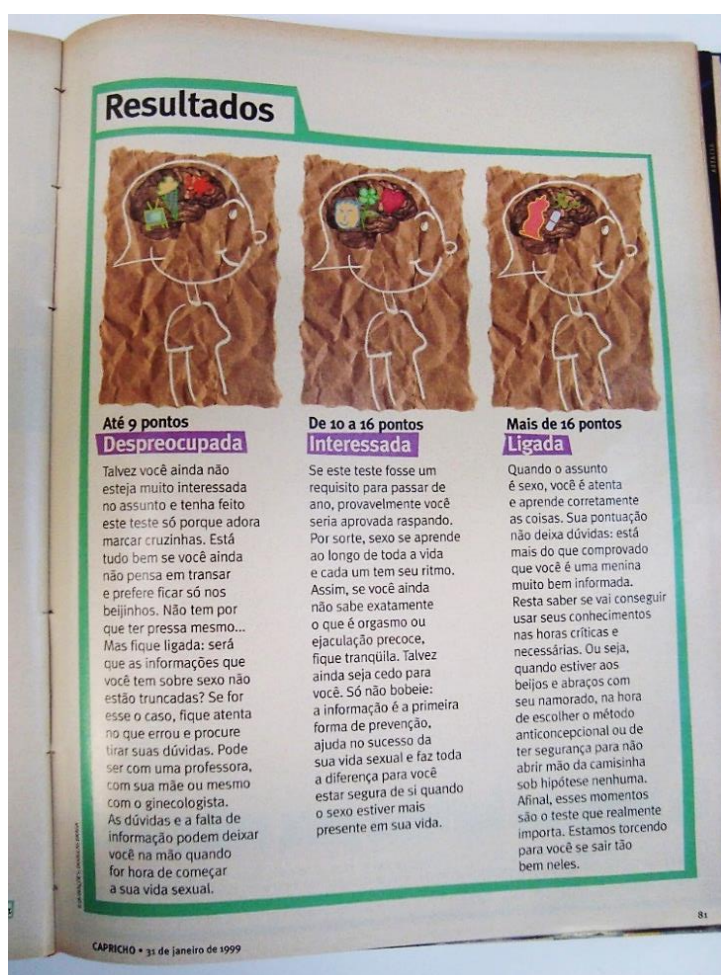 Resultados
Até 9 pontos
Despreocupada
Talvez você ainda não
esteja muito interessada
no assunto e tenha feito
este teste só porque adora
marcar cruzinhas. Está
tudo bem se você ainda
não pensa em transar
e prefere ficar só nos
beijinhos. Não tem por
que ter pressa mesmo...
Mas fique ligada: será
que as informações que
você tem sobre sexo não
estão truncadas? Se for
esse o caso, fique atenta
no que errou e procure
tirar suas dúvidas. Pode
ser com uma professora,
com sua mãe ou mesmo
com o ginecologista.
As dúvidas e a falta de
informação podem deixar
você na mão quando
for hora de começar
a sua vida sexual.
De 10 a 16 pontos
Interessada
Se este teste fosse um
requisito para passar de
ano, provavelmente você
seria aprovada raspando.
Por sorte, sexo se aprende
ao longo de toda a vida
e cada um tem seu ritmo.
Assim, se você ainda
não sabe exatamente
o que é orgasmo ou
ejaculação precoce,
fique tranqüila. Talvez
ainda seja cedo para
você. Só não bobeie:
a informação é a primeira
forma de prevenção,
ajuda no sucesso da
sua vida sexual e faz toda
a diferença para você
estar segura de si quando
o sexo estiver mais
presente em sua vida.
Mais de 16 pontos
Ligada
Quando o assunto
é sexo, você é atenta
e aprende corretamente
as coisas. Sua pontuação
não deixa dúvidas: está
mais do que comprovado
que você é uma menina
muito bem informada.
Resta saber se vai conseguir
usar seus conhecimentos
nas horas críticas e
necessárias. Ou seja,
quando estiver aos
beijos e abraços com
seu namorado, na hora
de escolher o método
anticoncepcional ou de
ter segurança para não
abrir mão da camisinha
sob hipótese nenhuma.
Afinal, esses momentos
são o teste que realmente
importa. Estamos torcendo
para você se sair tão
bem neles.
81
CAPRICHO • 31 de janeiro de 1999